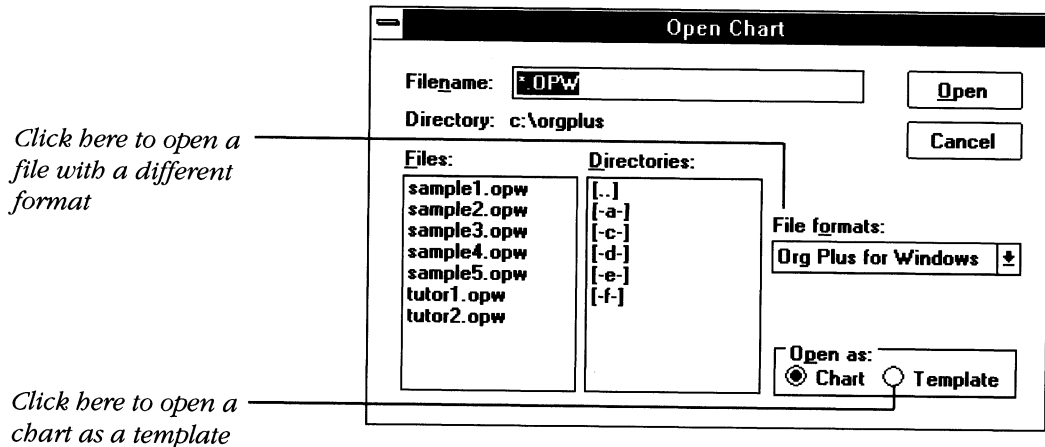 Open Chart
Filename: *.OPW
Open
Directory: c:\orgplus
Cancel
Click here to open a
file with a different
format
Files:
sample1.opw
sample2.opw
sample3.opw
sample4.opw
sample5.opw
tutor1.opw
tutor2.opw
Directories:
[..]
[-a-]
[-c-]
[-d-]
[-e-]
[-f-]
File formats:
Org Plus for Windows
Open as:
Chart Template
Click here to open a
chart as a template